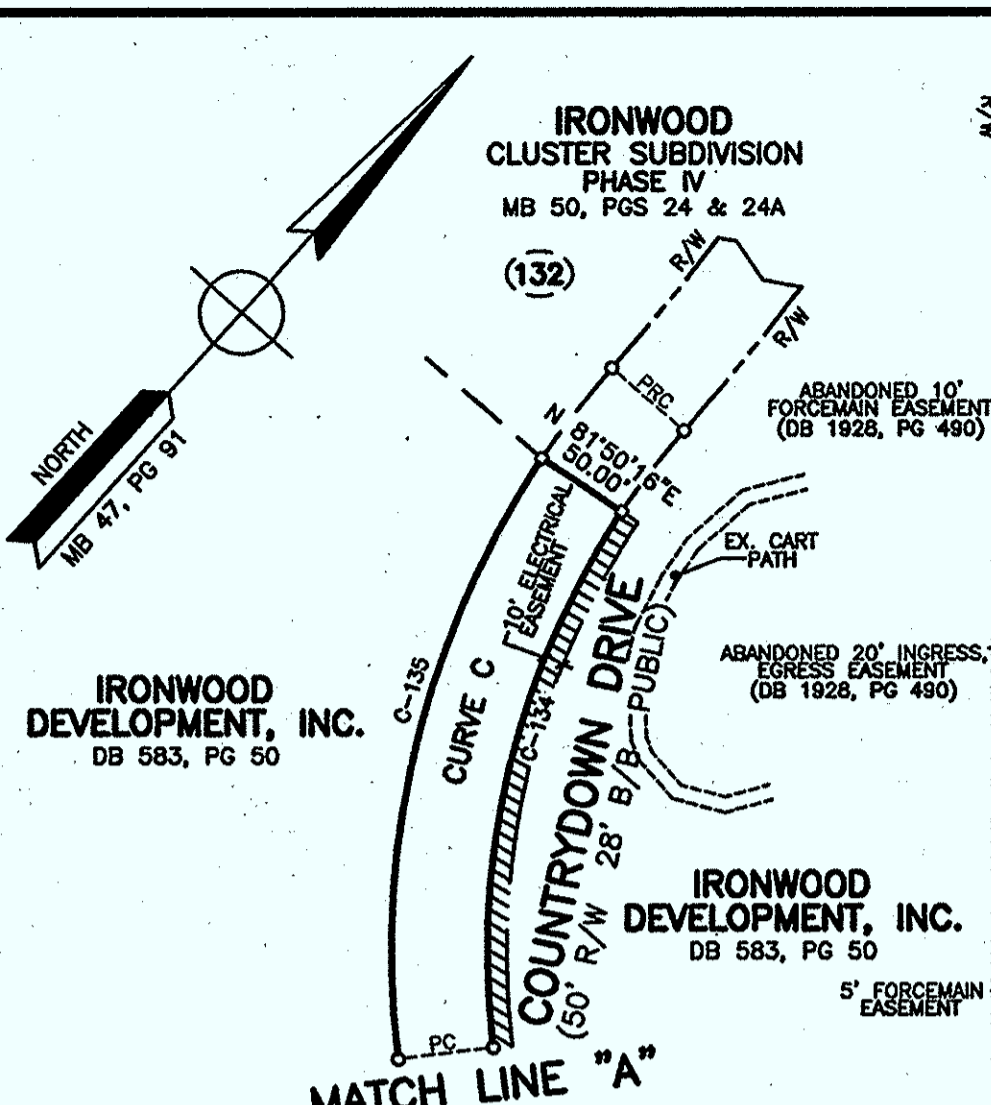 IRONWOOD
CLUSTER SUBDIVISION
PHASE IV
MB 50, PGS 24 & 24A
(132)
R/W
R/W
R/W
NORTH
MB 47, PG 91
PRC
N 81°50'16"E
50.00'
ABANDONED 10'
FORCEMAIN EASEMENT
(DB 1928, PG 490)
EX. CART
PATH
10' ELECTRICAL
EASEMENT
ABANDONED 20' INGRESS,
EGRESS EASEMENT
(DB 1928, PG 490)
IRONWOOD
DEVELOPMENT, INC.
DB 583, PG 50
C-135
CURVE C
C-134
COUNTRYDOWN DRIVE
(50' R/W 28' B/B PUBLIC)
IRONWOOD
DEVELOPMENT, INC.
DB 583, PG 50
5' FORCEMAIN
EASEMENT
PC
MATCH LINE "A"